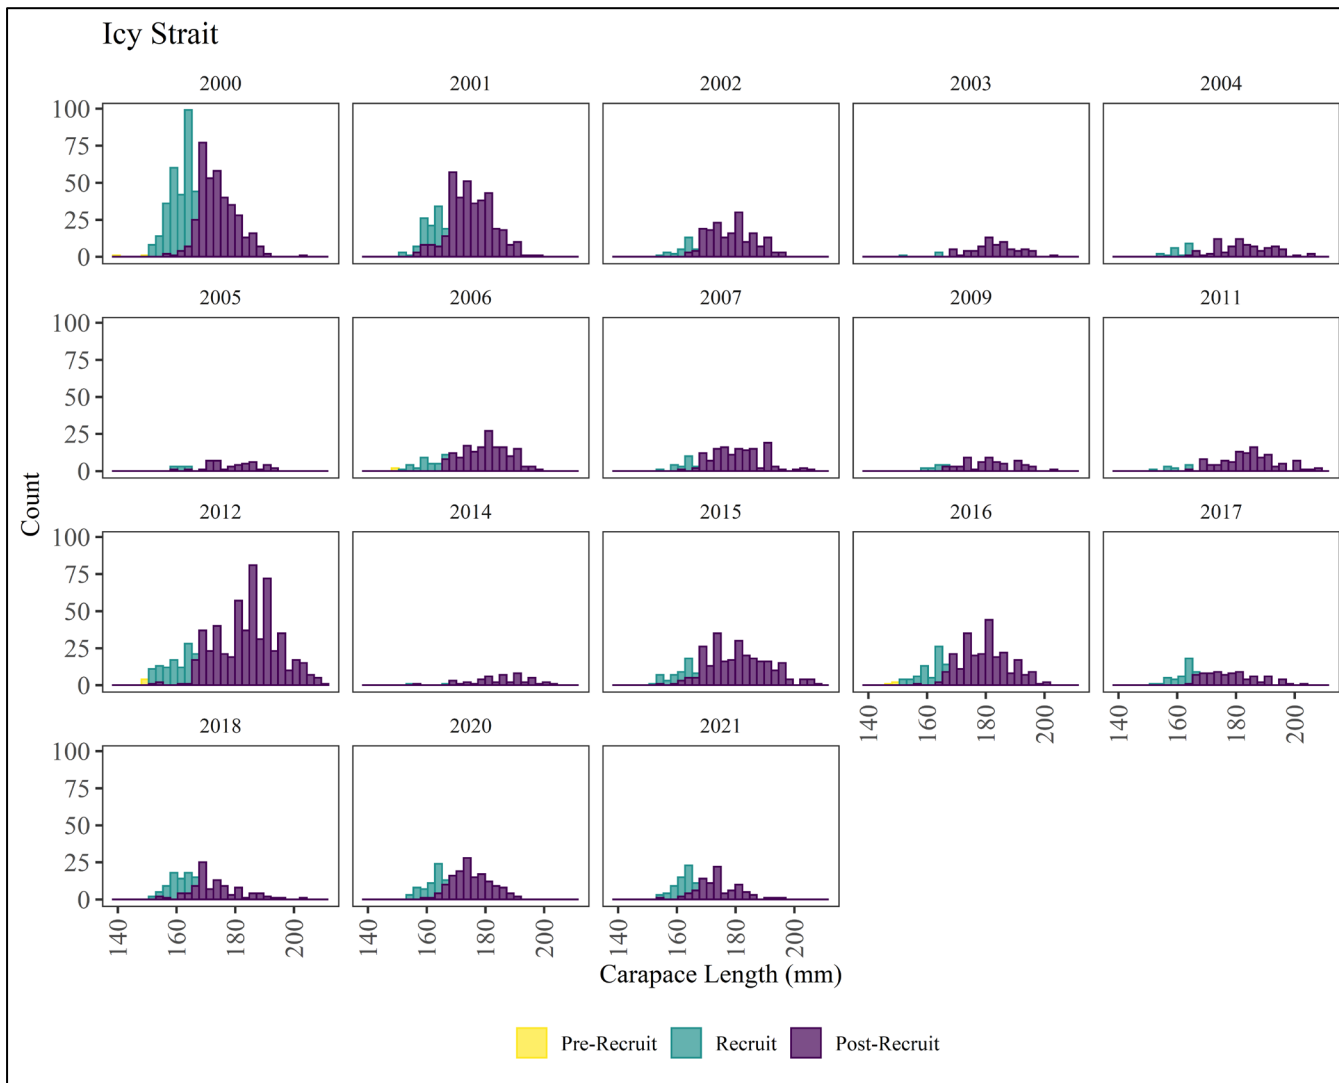 Icy Strait
2000 2001 2002 2003 2004
100
75
50
25
0
2005 2006 2007 2009 2011
100
75
50
25
0
Count
2012 2014 2015 2016 2017
100
75
50
25
0
140 160 180 200 140 160 180 200
2018 2020 2021
100
75
50
25
0
140 160 180 200 140 160 180 200 140 160 180 200
Carapace Length (mm)
Pre-Recruit Recruit Post-Recruit